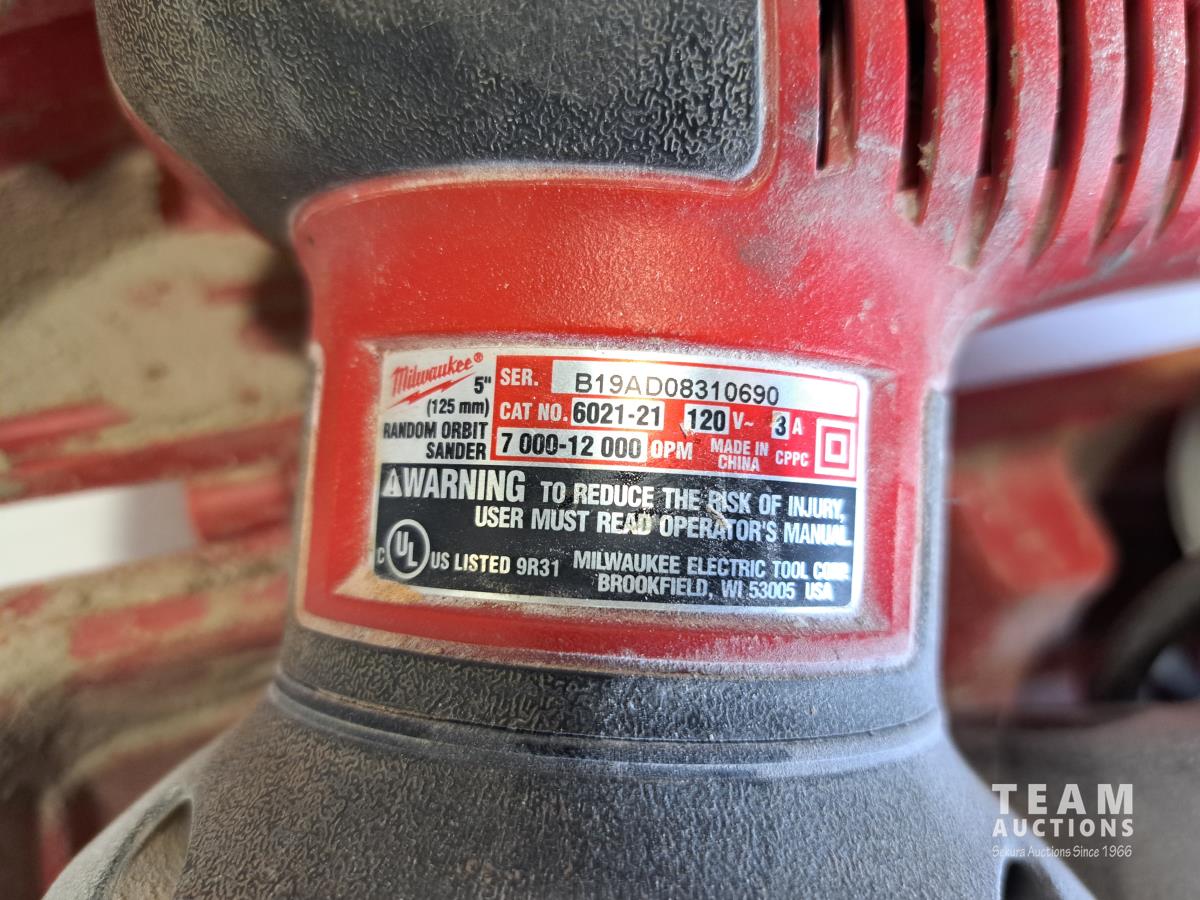 Milwaukee®
5"
(125 mm)
RANDOM ORBIT
SANDER
SER. B19AD08310690
CAT NO. 6021-21 120 V~ 3 A
7 000-12 000 OPM MADE IN CHINA CPPC
WARNING TO REDUCE THE RISK OF INJURY,
USER MUST READ OPERATOR'S MANUAL.
C UL US LISTED 9R31 MILWAUKEE ELECTRIC TOOL CORP.
BROOKFIELD, WI 53005 USA
TEAM
AUCTIONS
Sekura Auctions Since 1966